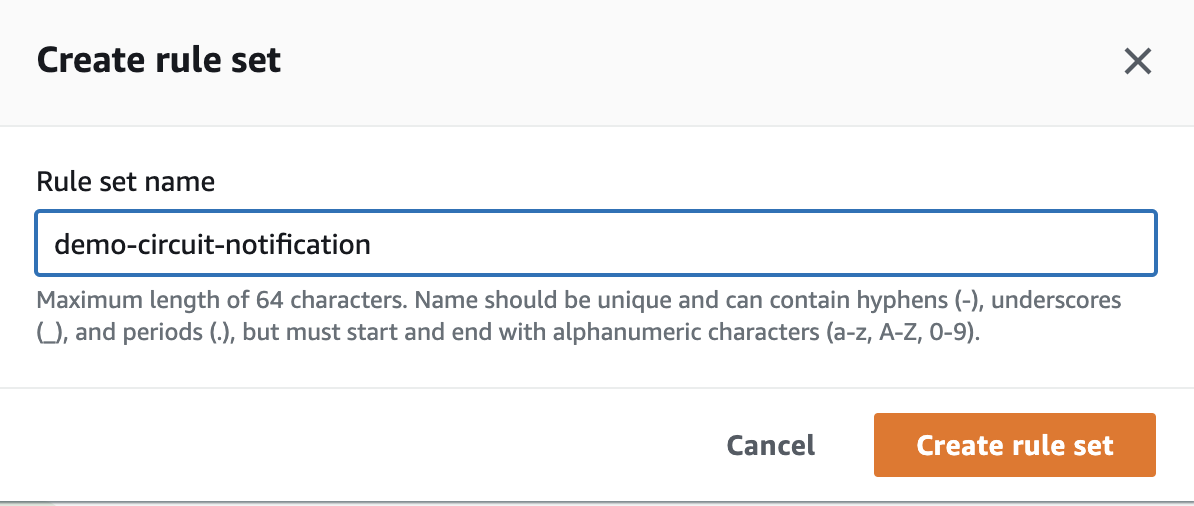 Create rule set
Rule set name
demo-circuit-notification
Maximum length of 64 characters. Name should be unique and can contain hyphens (-), underscores
(_), and periods (.), but must start and end with alphanumeric characters (a-z, A-Z, 0-9).
Cancel
Create rule set